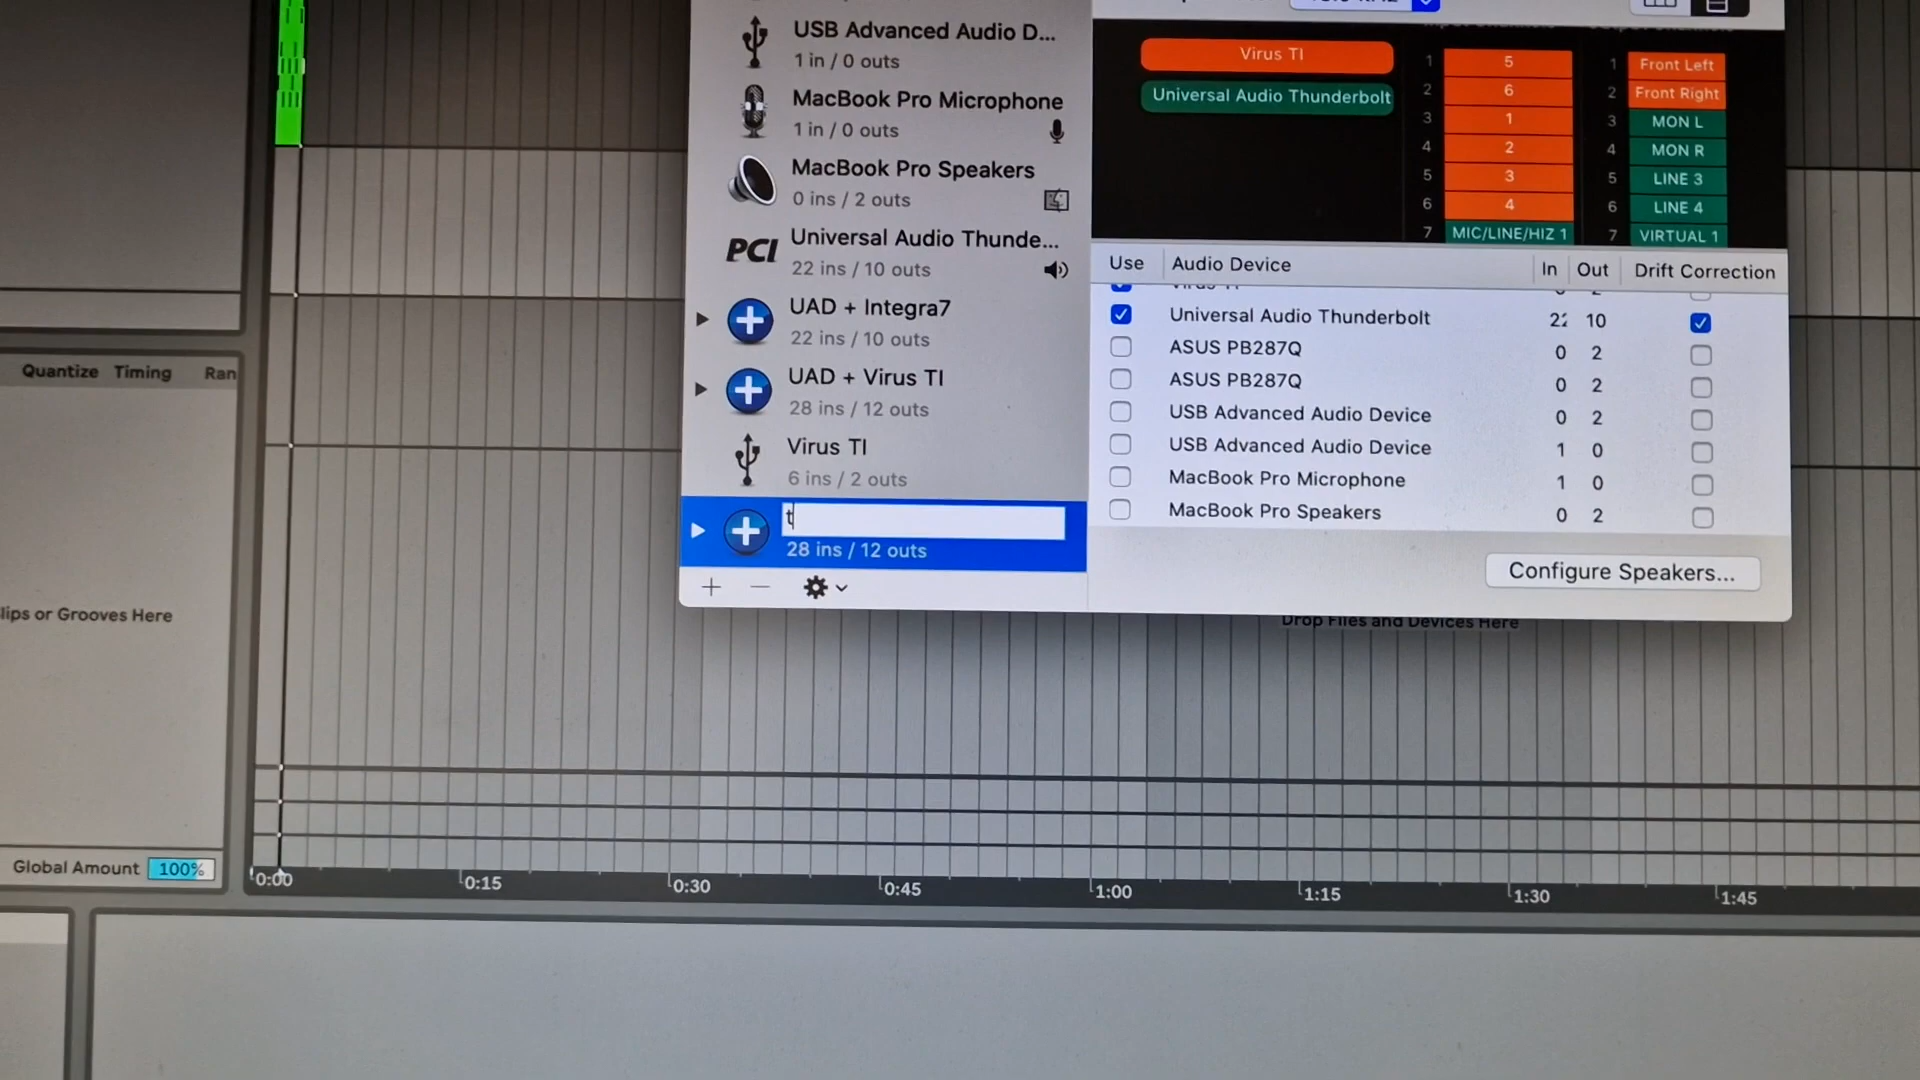 USB Advanced Audio D...
1 in / 0 outs
MacBook Pro Microphone
1 in / 0 outs
MacBook Pro Speakers
0 ins / 2 outs
PCI
Universal Audio Thunde...
22 ins / 10 outs
UAD + Integra7
22 ins / 10 outs
UAD + Virus TI
28 ins / 12 outs
Virus TI
6 ins / 2 outs
t
28 ins / 12 outs
Virus TI
Universal Audio Thunderbolt
1 5 1 Front Left
2 6 2 Front Right
3 1 3 MON L
4 2 4 MON R
5 3 5 LINE 3
6 4 6 LINE 4
7 MIC/LINE/HIZ 1 7 VIRTUAL 1
Use Audio Device In Out Drift Correction
Universal Audio Thunderbolt 22 10
ASUS PB287Q 0 2
ASUS PB287Q 0 2
USB Advanced Audio Device 0 2
USB Advanced Audio Device 1 0
MacBook Pro Microphone 1 0
MacBook Pro Speakers 0 2
Configure Speakers...
Drop Files and Devices Here
Quantize Timing Ran
lips or Grooves Here
Global Amount 100%
0:00 0:15 0:30 0:45 1:00 1:15 1:30 1:45